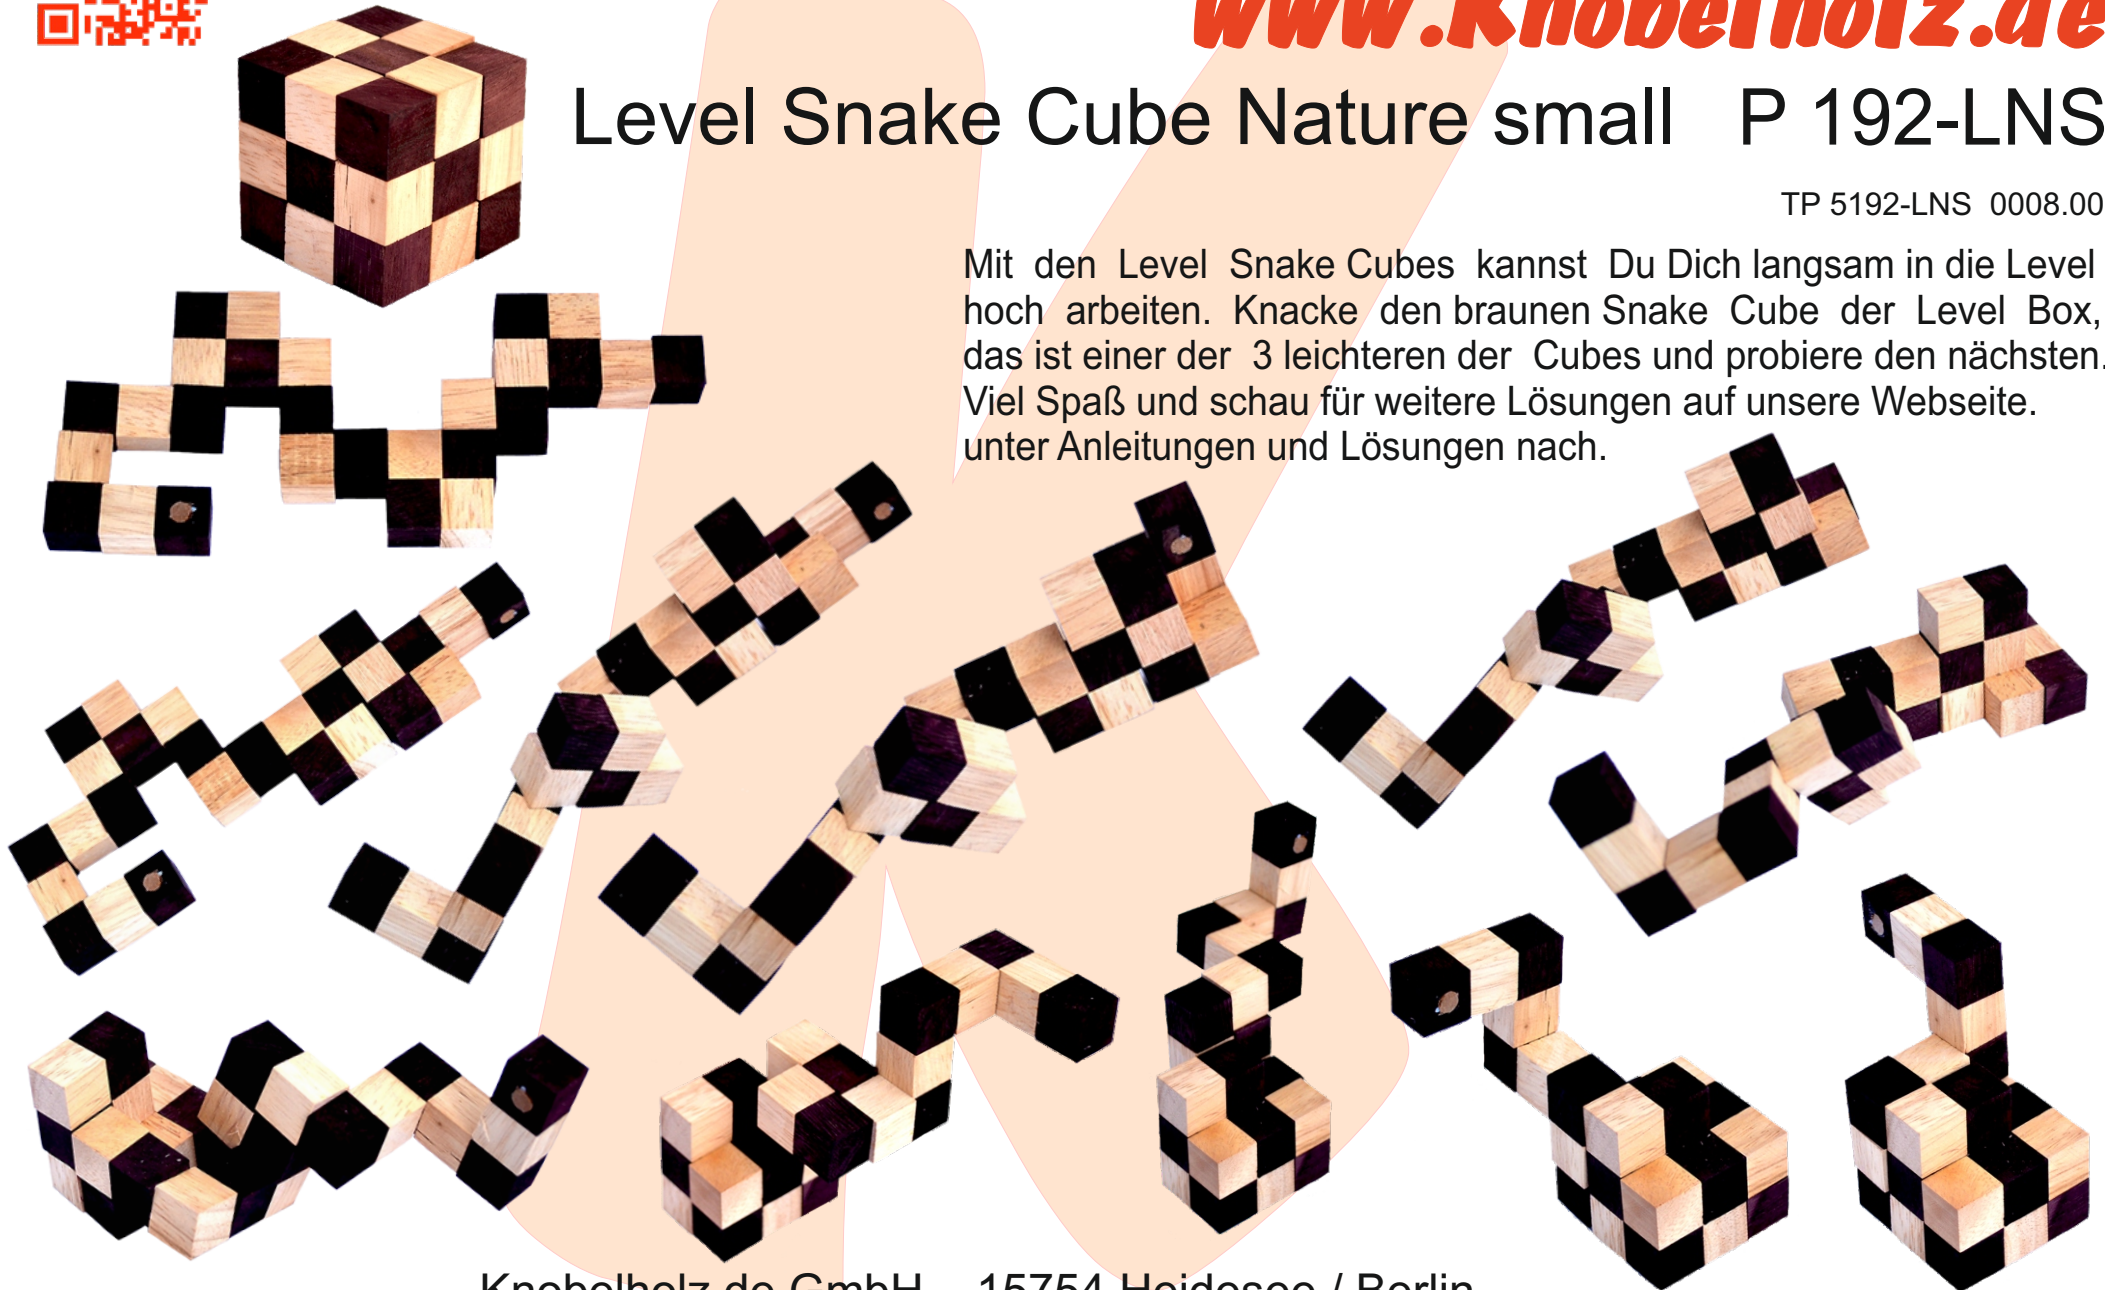 www.Knobelholz.de
Level Snake Cube Nature small P 192-LNS
TP 5192-LNS 0008.00
Mit den Level Snake Cubes kannst Du Dich langsam in die Level
hoch arbeiten. Knacke den braunen Snake Cube der Level Box,
das ist einer der 3 leichteren der Cubes und probiere den nächsten.
Viel Spaß und schau für weitere Lösungen auf unsere Webseite.
unter Anleitungen und Lösungen nach.
Knobelholz.de GmbH 15754 Heidesee / Berlin